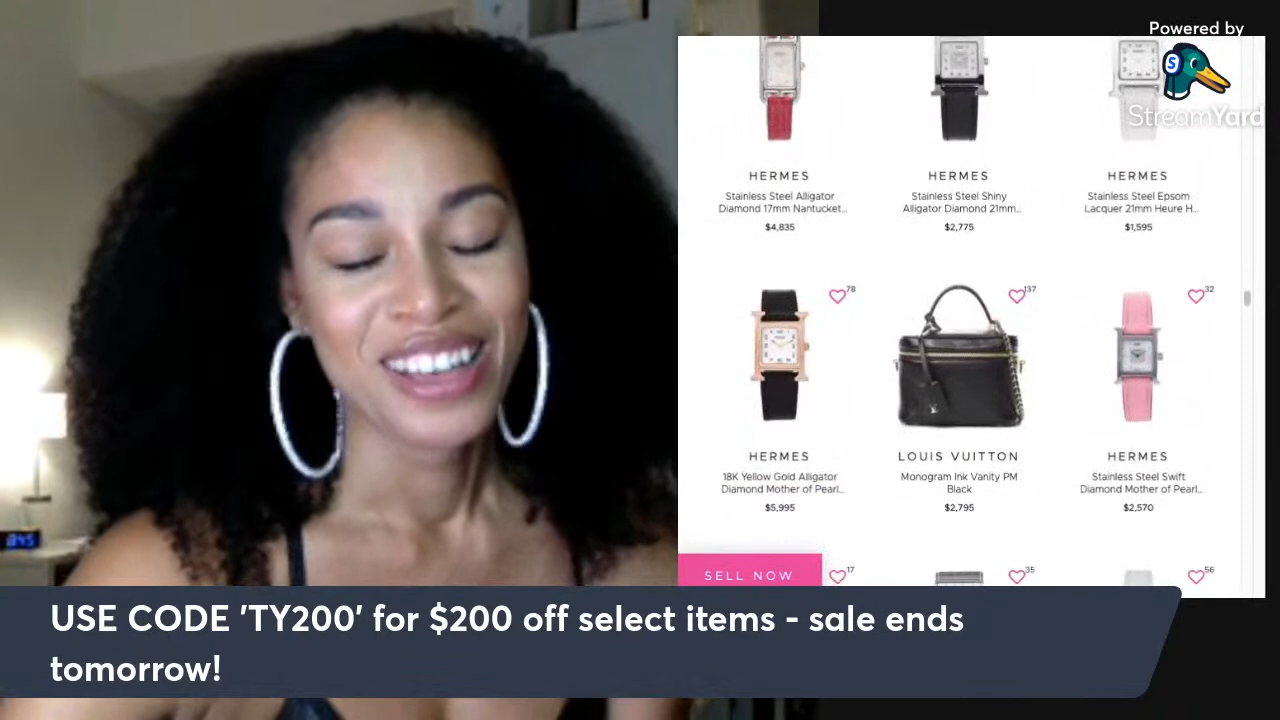 Powered by
S
StreamYard
HERMES
Stainless Steel Alligator
Diamond 17mm Nantucket...
$4,835
HERMES
Stainless Steel Shiny
Alligator Diamond 21mm...
$2,775
HERMES
Stainless Steel Epsom
Lacquer 21mm Heure H...
$1,595
78
137
32
HERMES
18K Yellow Gold Alligator
Diamond Mother of Pearl...
$5,995
LOUIS VUITTON
Monogram Ink Vanity PM
Black
$2,795
HERMES
Stainless Steel Swift
Diamond Mother of Pearl...
$2,570
SELL NOW
17
35
56
USE CODE 'TY200' for $200 off select items - sale ends
tomorrow!